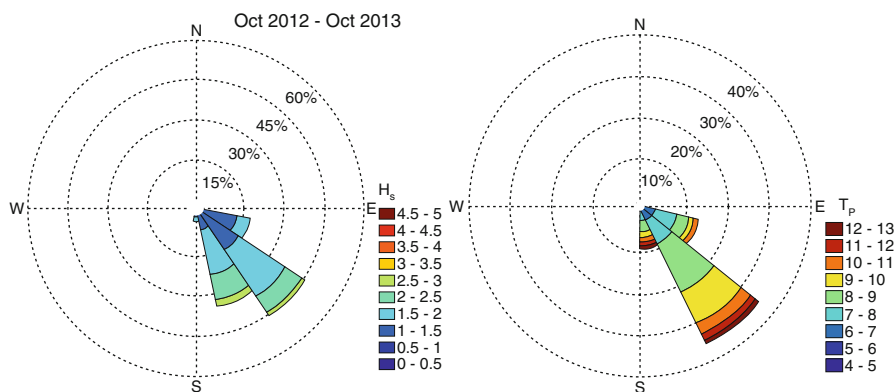 Oct 2012 - Oct 2013
N
60%
45%
30%
15%
W
E
S
Hs
4.5 - 5
4 - 4.5
3.5 - 4
3 - 3.5
2.5 - 3
2 - 2.5
1.5 - 2
1 - 1.5
0.5 - 1
0 - 0.5
N
40%
30%
20%
10%
W
E
S
TP
12 - 13
11 - 12
10 - 11
9 - 10
8 - 9
7 - 8
6 - 7
5 - 6
4 - 5